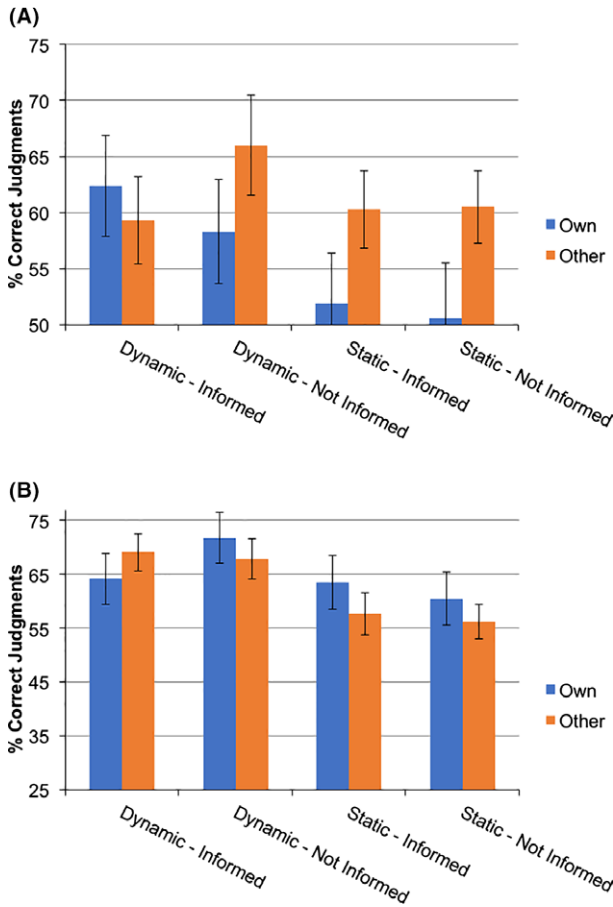 (A)
75
70
65
60
55
50
% Correct Judgments
Own
Other
Dynamic - Informed
Dynamic - Not Informed
Static - Informed
Static - Not Informed
(B)
75
65
55
45
35
25
% Correct Judgments
Own
Other
Dynamic - Informed
Dynamic - Not Informed
Static - Informed
Static - Not Informed